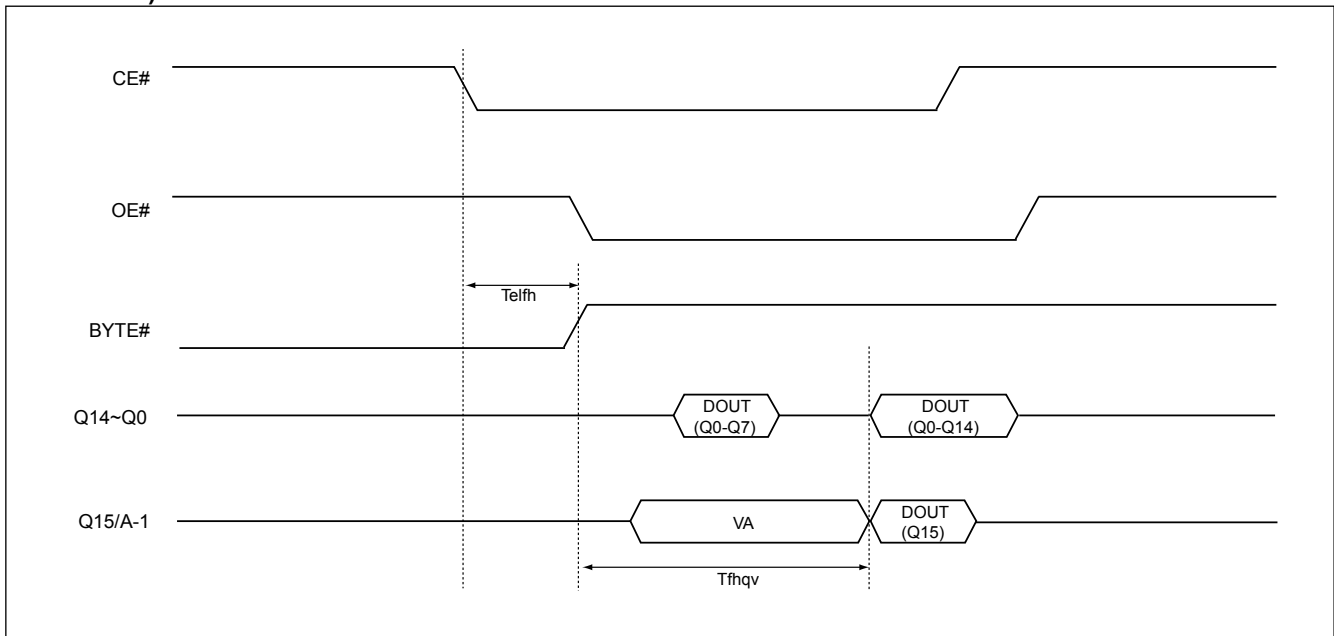 CE#
OE#
Telfh
BYTE#
Q14~Q0
DOUT
(Q0-Q7)
DOUT
(Q0-Q14)
Q15/A-1
VA
DOUT
(Q15)
Tfhqv